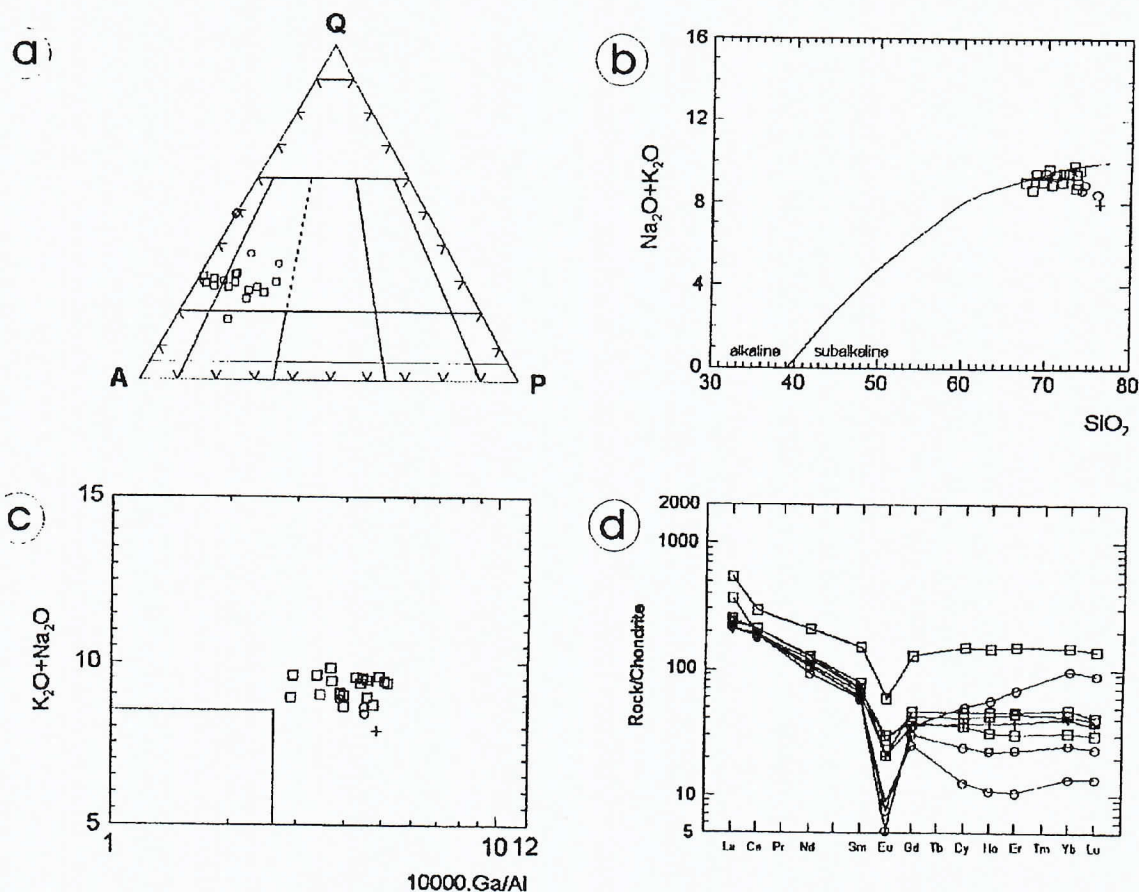 a
Q
A
P
b
16
12
8
4
0
Na₂O+K₂O
alkaline
subalkaline
30
40
50
60
70
80
SIO₂
c
15
10
5
K₂O+Na₂O
1
10
12
10000.Ga/Al
d
2000
1000
100
10
5
Rock/Chondrite
La Ce Pr Nd Sm Eu Gd Tb Cy Ho Er Tm Yb Lu